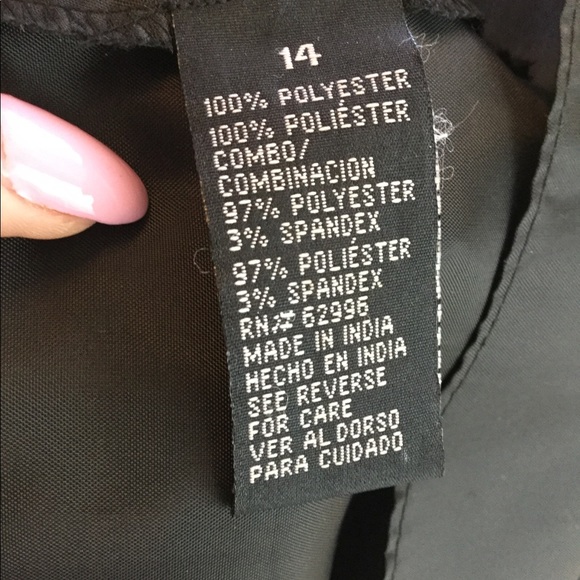 14
100% POLYESTER
100% POLIÉSTER
COMBO/
COMBINACION
97% POLYESTER
3% SPANDEX
97% POLIÉSTER
3% SPANDEX
RN# 62996
MADE IN INDIA
HECHO EN INDIA
SEE REVERSE
FOR CARE
VER AL DORSO
PARA CUIDADO